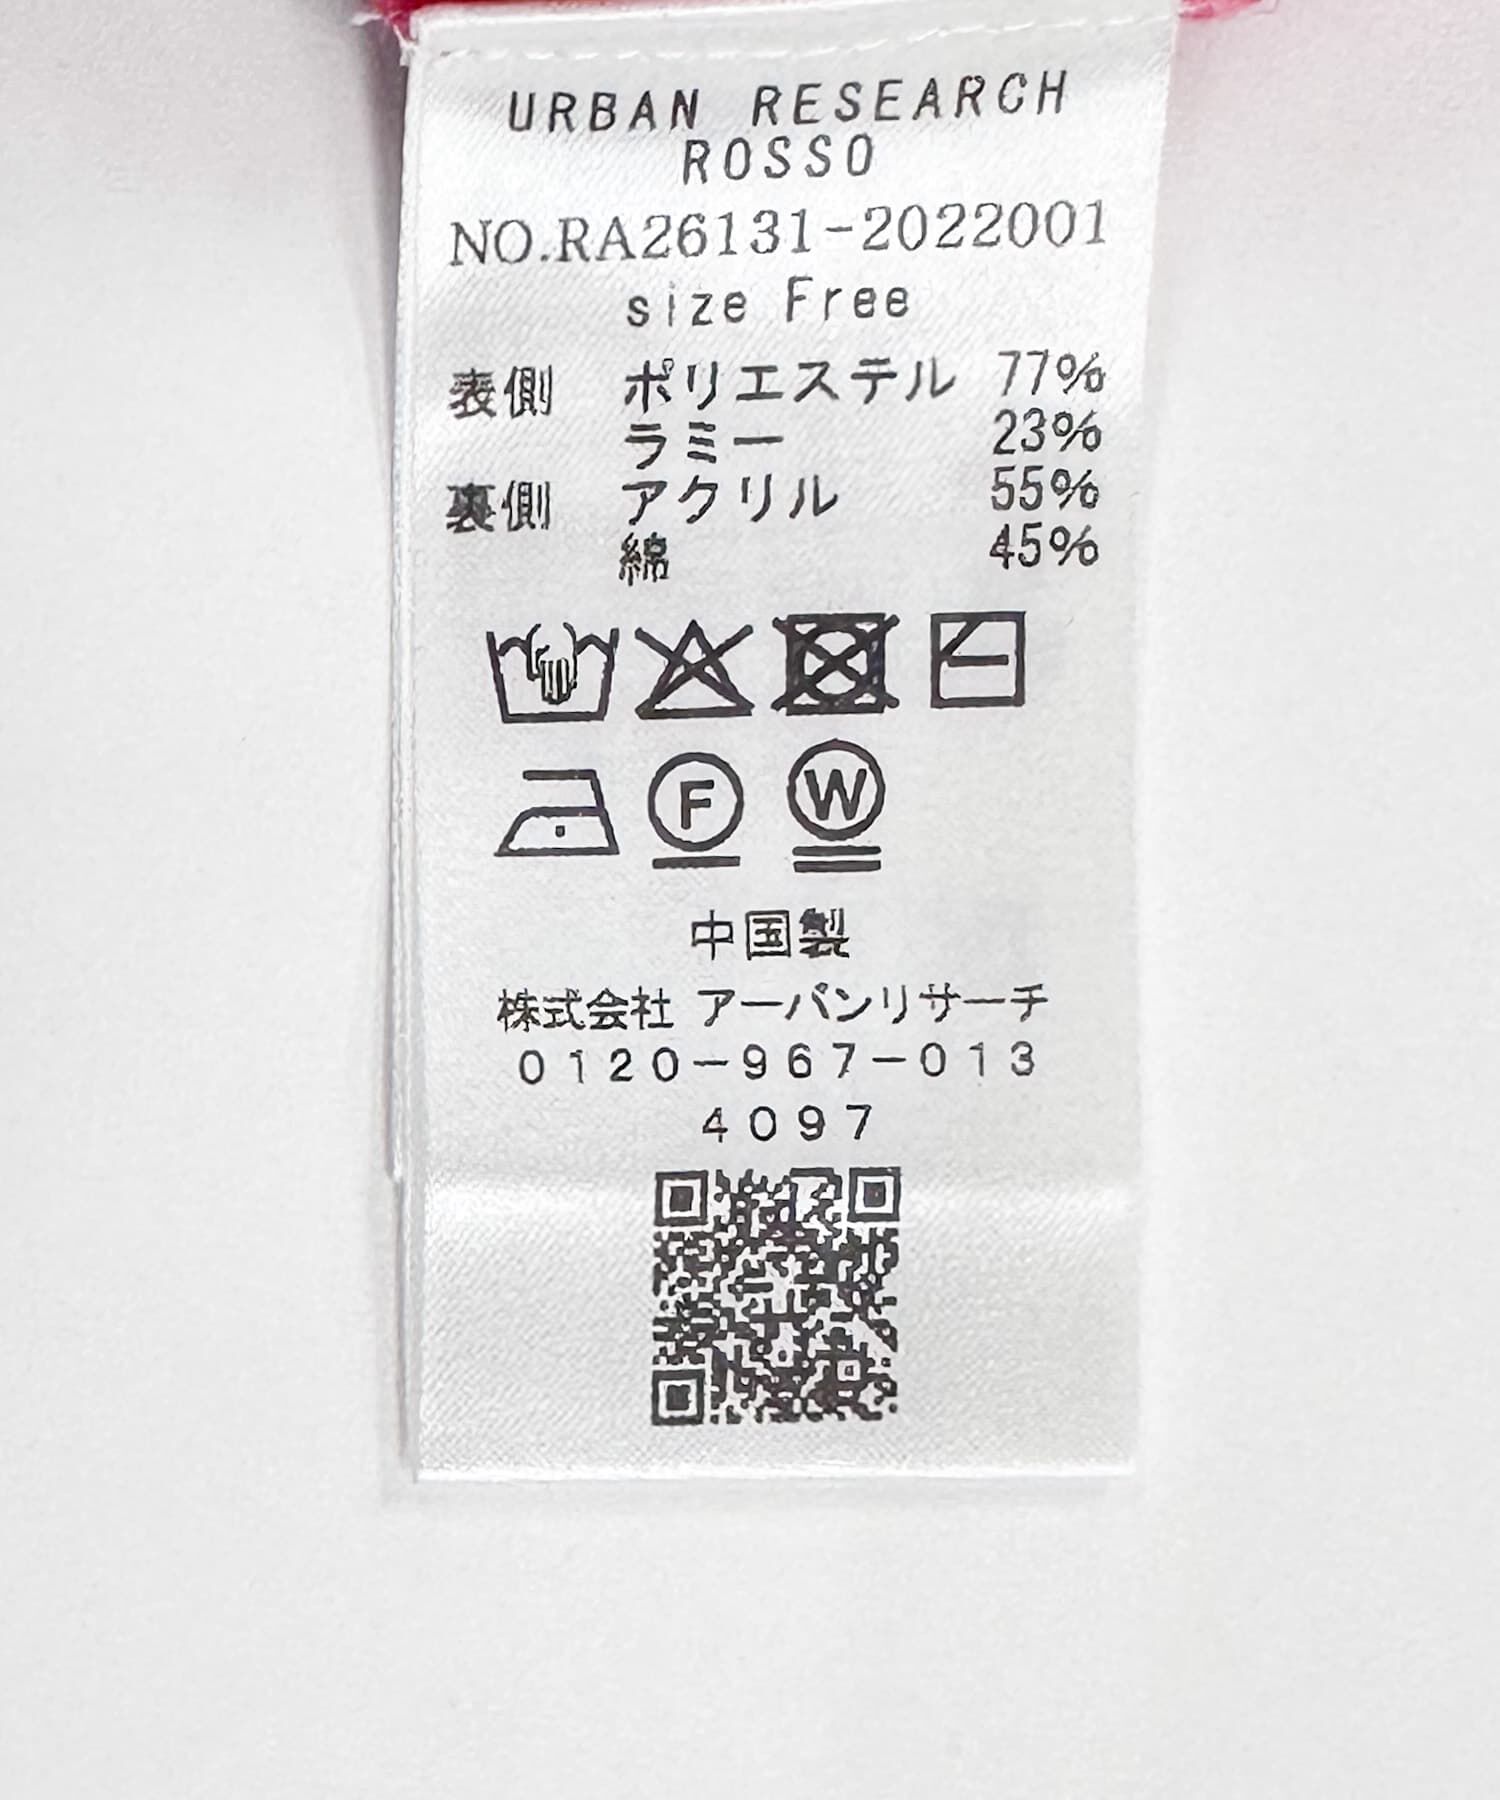 URBAN RESEARCH
ROSSO
NO.RA26131-2022001
size Free
表側 ポリエステル 77%
ラミー 23%
裏側 アクリル 55%
綿 45%
F W
中国製
株式会社 アーバンリサーチ
0120-967-013
4097